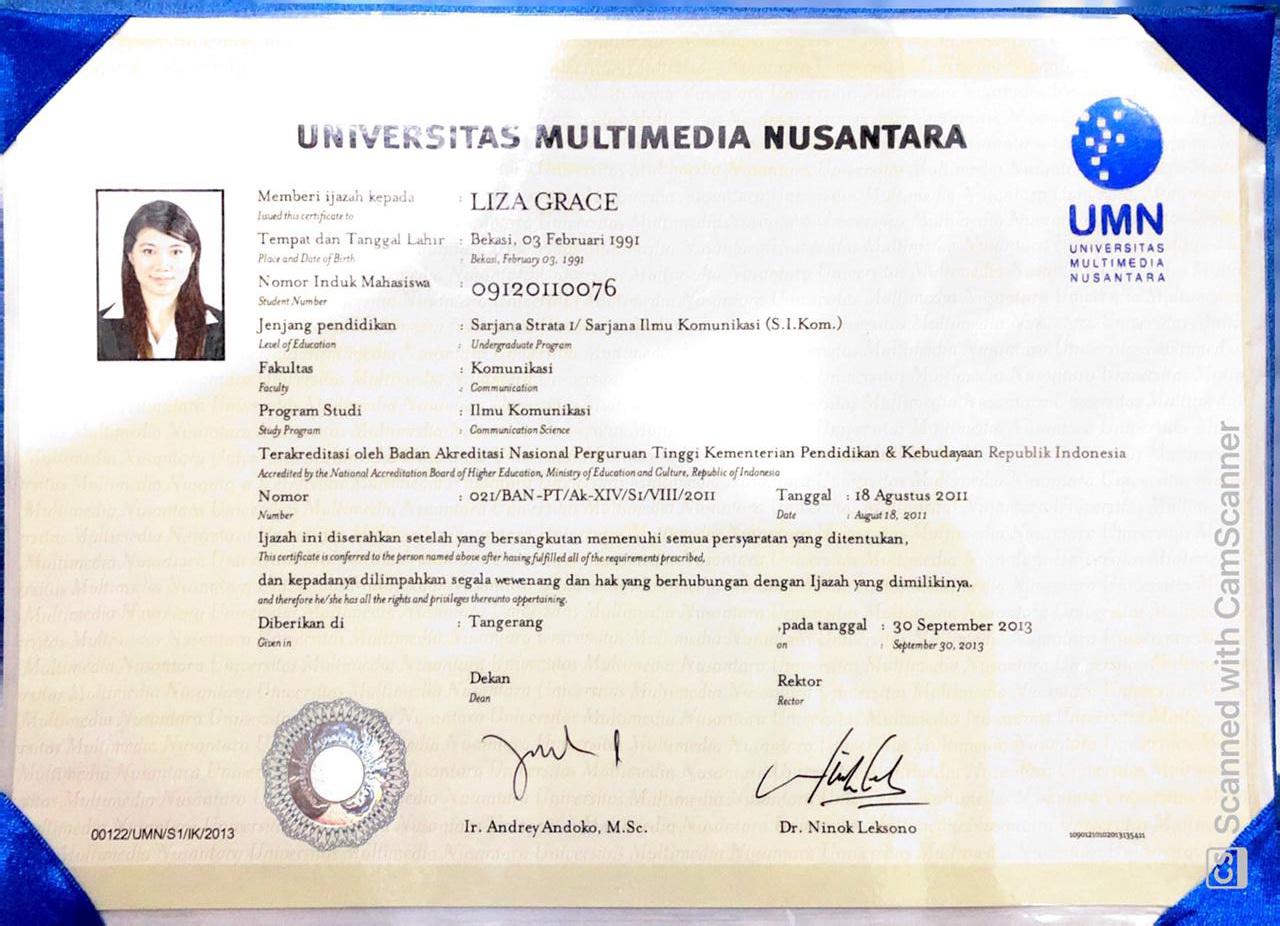 UNIVERSITAS MULTIMEDIA NUSANTARA
UMN
UNIVERSITAS
MULTIMEDIA
NUSANTARA
Memberi ijazah kepada : LIZA GRACE
Issued this certificate to
Tempat dan Tanggal Lahir : Bekasi, 03 Februari 1991
Place and Date of Birth : Bekasi, February 03, 1991
Nomor Induk Mahasiswa : 09120110076
Student Number
Jenjang pendidikan : Sarjana Strata 1/ Sarjana Ilmu Komunikasi (S.I.Kom.)
Level of Education : Undergraduate Program
Fakultas : Komunikasi
Faculty : Communication
Program Studi : Ilmu Komunikasi
Study Program : Communication Science
Terakreditasi oleh Badan Akreditasi Nasional Perguruan Tinggi Kementerian Pendidikan & Kebudayaan Republik Indonesia
Accredited by the National Accreditation Board of Higher Education, Ministry of Education and Culture, Republic of Indonesia
Nomor : 021/BAN-PT/Ak-XIV/S1/VIII/2011 Tanggal : 18 Agustus 2011
Number Date : August 18, 2011
Ijazah ini diserahkan setelah yang bersangkutan memenuhi semua persyaratan yang ditentukan,
This certificate is conferred to the person named above after having fulfilled all of the requirements prescribed,
dan kepadanya dilimpahkan segala wewenang dan hak yang berhubungan dengan Ijazah yang dimilikinya.
and therefore he/she has all the rights and privileges thereunto appertaining.
Diberikan di : Tangerang ,pada tanggal : 30 September 2013
Given in on : September 30, 2013
Dekan Rektor
Dean Rector
Ir. Andrey Andoko, M.Sc. Dr. Ninok Leksono
00122/UMN/S1/IK/2013
CS Scanned with CamScanner